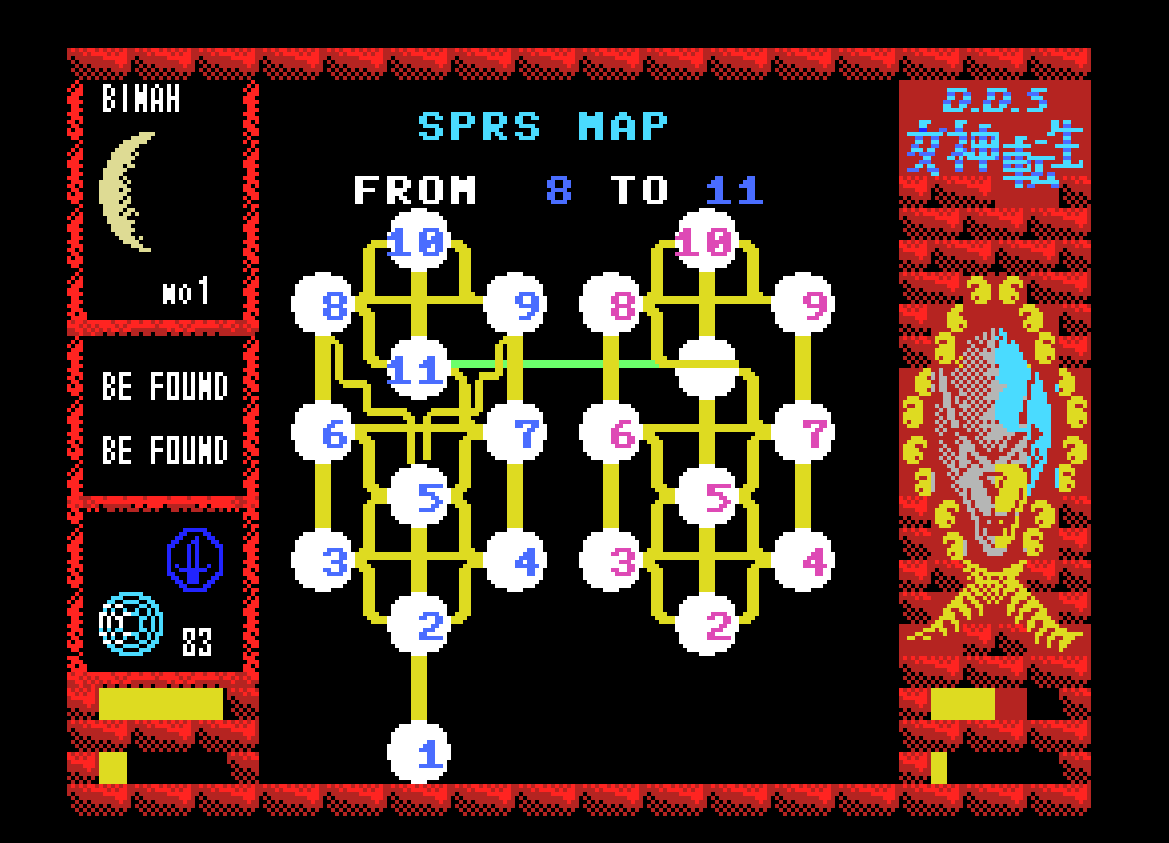 BINAH
No1
BE FOUND
BE FOUND
83
SPRS MAP
FROM 8 TO 11
10 10
8 9 8 9
11
6 7 6 7
5 5
3 4 3 4
2 2
1
D.D.S
女神転生